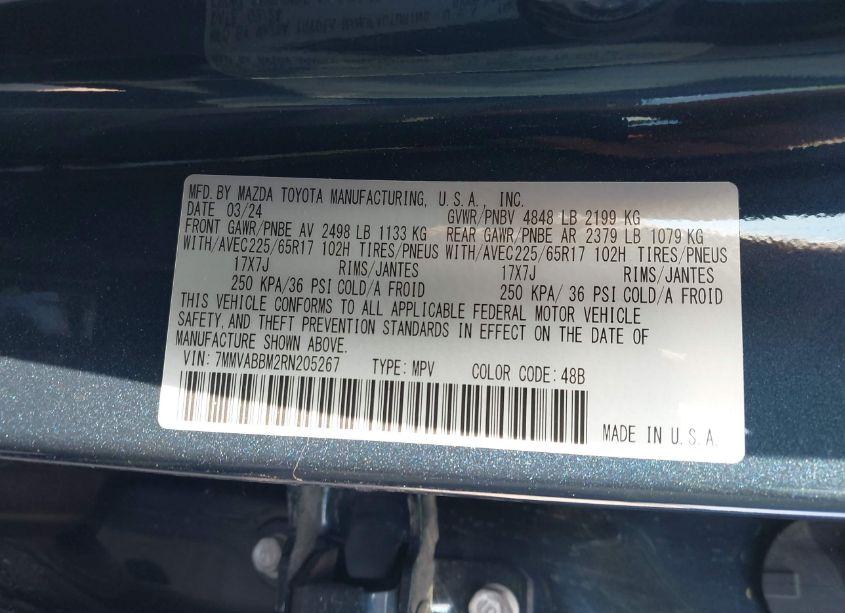 MFD. BY MAZDA TOYOTA MANUFACTURING, U.S.A., INC.
DATE 03/24 GVWR/PNBV 4848 LB 2199 KG
FRONT GAWR/PNBE AV 2498 LB 1133 KG REAR GAWR/PNBE AR 2379 LB 1079 KG
WITH/AVEC225/65R17 102H TIRES/PNEUS WITH/AVEC225/65R17 102H TIRES/PNEUS
17X7J RIMS/JANTES 17X7J RIMS/JANTES
250 KPA/36 PSI COLD/A FROID 250 KPA/ 36 PSI COLD/A FROID
THIS VEHICLE CONFORMS TO ALL APPLICABLE FEDERAL MOTOR VEHICLE
SAFETY, AND THEFT PREVENTION STANDARDS IN EFFECT ON THE DATE OF
MANUFACTURE SHOWN ABOVE.
VIN: 7MMVABBM2RN205267 TYPE: MPV COLOR CODE: 48B
MADE IN U.S.A.